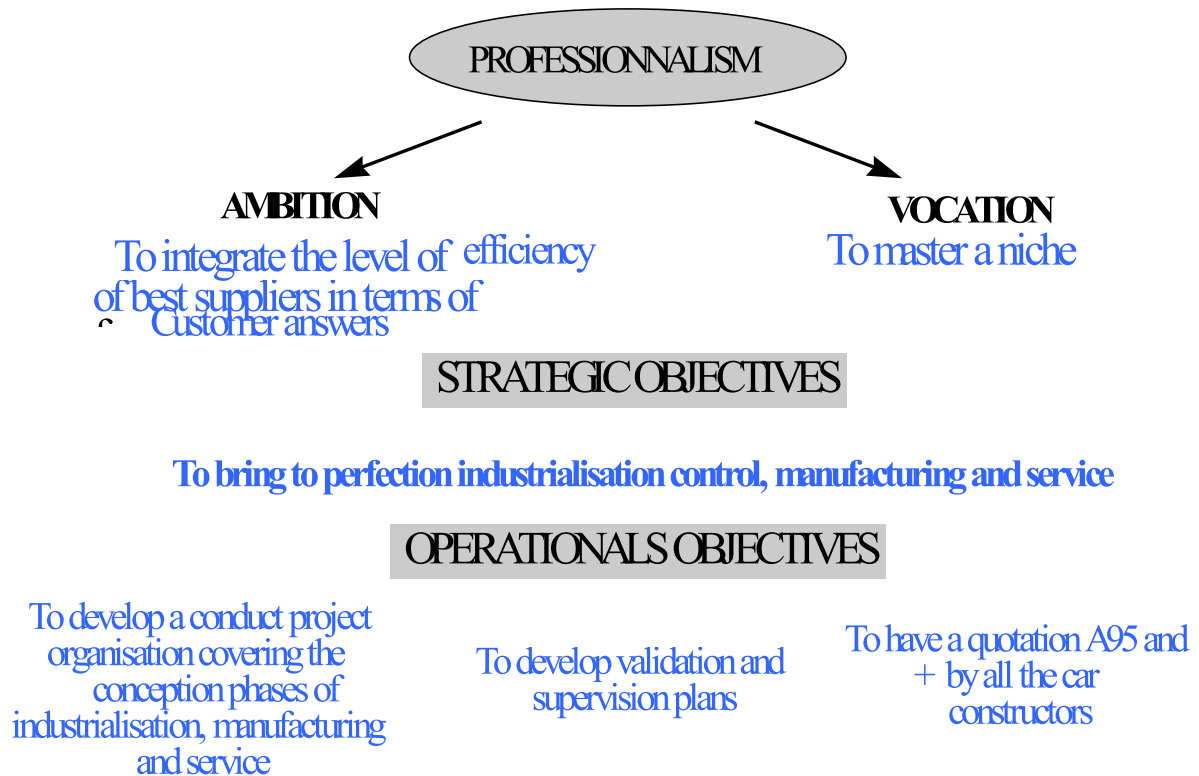 PROFESSIONNALISM
AMBITION
To integrate the level of efficiency
of best suppliers in terms of
Customer answers
VOCATION
To master a niche
STRATEGIC OBJECTIVES
To bring to perfection industrialisation control, manufacturing and service
OPERATIONALS OBJECTIVES
To develop a conduct project
organisation covering the
conception phases of
industrialisation, manufacturing
and service
To develop validation and
supervision plans
To have a quotation A95 and
+ by all the car
constructors